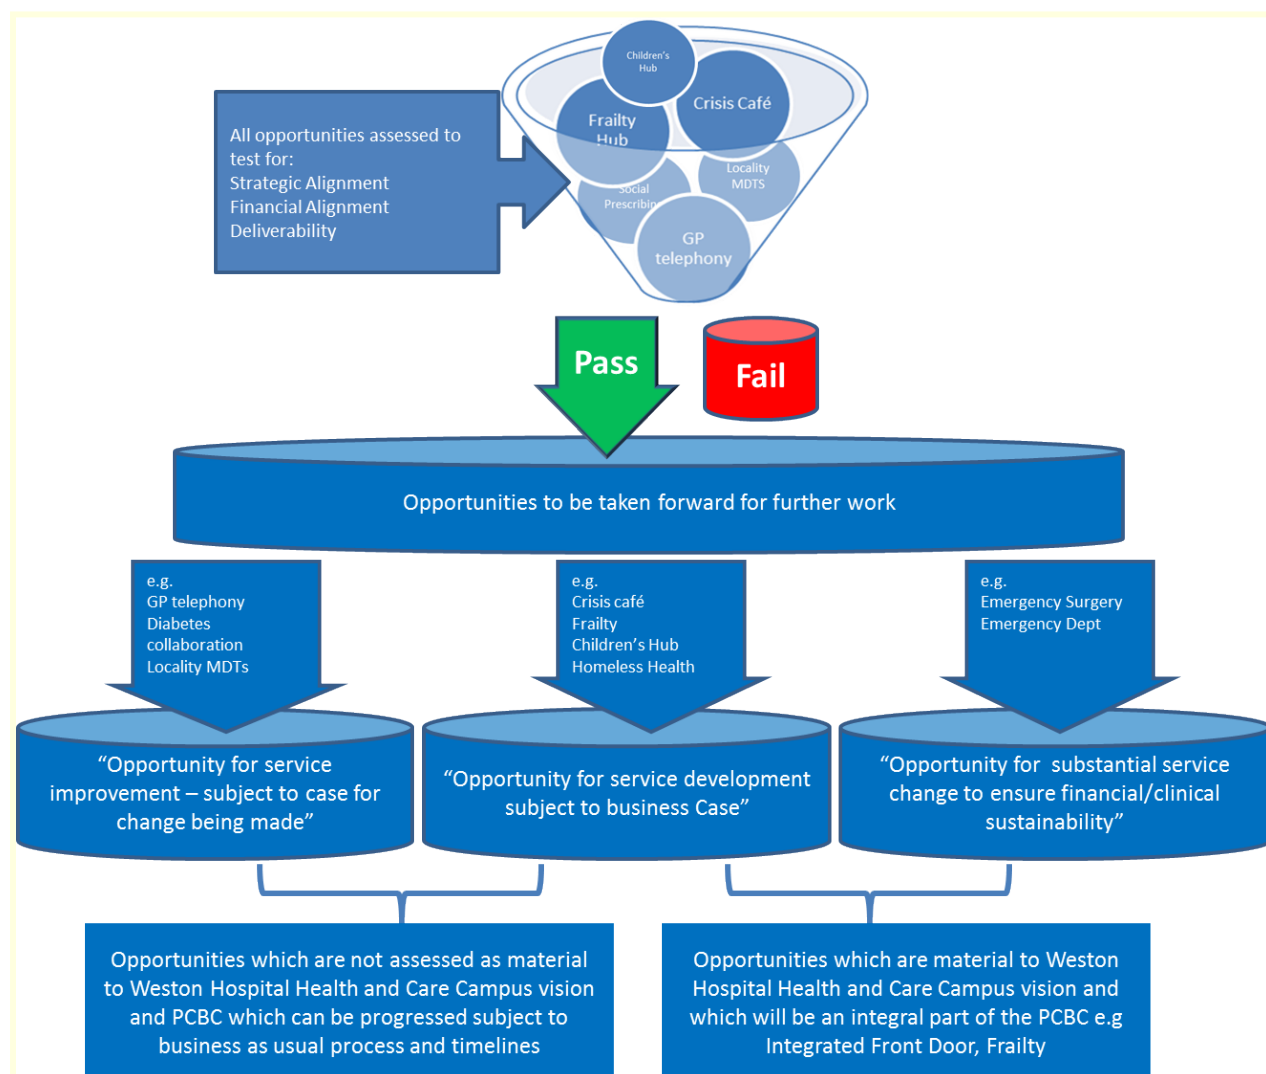 Children's
Hub
Crisis Café
Frailty
Hub
Locality
MDTS
Social
Prescribing
GP
telephony
All opportunities assessed to
test for:
Strategic Alignment
Financial Alignment
Deliverability
Pass
Fail
Opportunities to be taken forward for further work
e.g.
GP telephony
Diabetes
collaboration
Locality MDTs
e.g.
Crisis café
Frailty
Children's Hub
Homeless Health
e.g.
Emergency Surgery
Emergency Dept
“Opportunity for service
improvement – subject to case for
change being made”
“Opportunity for service development
subject to business Case”
“Opportunity for  substantial service
change to ensure financial/clinical
sustainability”
Opportunities which are not assessed as material
to Weston Hospital Health and Care Campus vision
and PCBC which can be progressed subject to
business as usual process and timelines
Opportunities which are material to Weston
Hospital Health and Care Campus vision and
which will be an integral part of the PCBC e.g
Integrated Front Door, Frailty